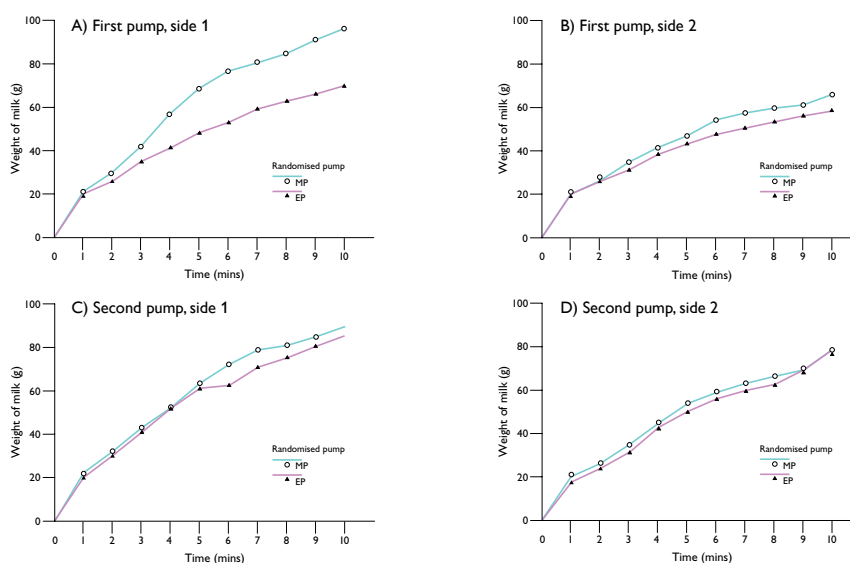 A) First pump, side 1
Weight of milk (g)
100
80
60
40
20
0
0 1 2 3 4 5 6 7 8 9 10
Time (mins)
Randomised pump
MP
EP
B) First pump, side 2
Weight of milk (g)
100
80
60
40
20
0
0 1 2 3 4 5 6 7 8 9 10
Time (mins)
Randomised pump
MP
EP
C) Second pump, side 1
Weight of milk (g)
100
80
60
40
20
0
0 1 2 3 4 5 6 7 8 9 10
Time (mins)
Randomised pump
MP
EP
D) Second pump, side 2
Weight of milk (g)
100
80
60
40
20
0
0 1 2 3 4 5 6 7 8 9 10
Time (mins)
Randomised pump
MP
EP